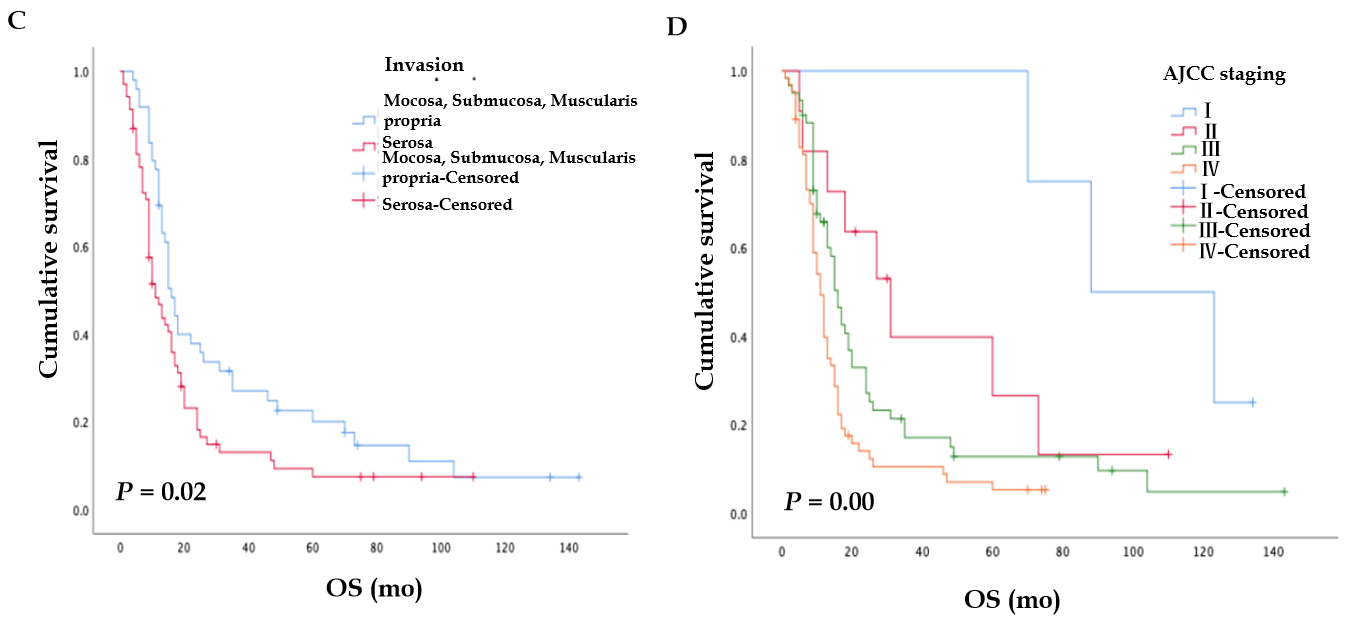 C
Invasion
Mocosa, Submucosa, Muscularis
propria
Serosa
Mocosa, Submucosa, Muscularis
propria-Censored
Serosa-Censored
Cumulative survival
1.0
0.8
0.6
0.4
0.2
0.0
P = 0.02
0 20 40 60 80 100 120 140
OS (mo)
D
AJCC staging
I
II
III
IV
I -Censored
II-Censored
III-Censored
IV-Censored
Cumulative survival
1.0
0.8
0.6
0.4
0.2
0.0
P = 0.00
0 20 40 60 80 100 120 140
OS (mo)